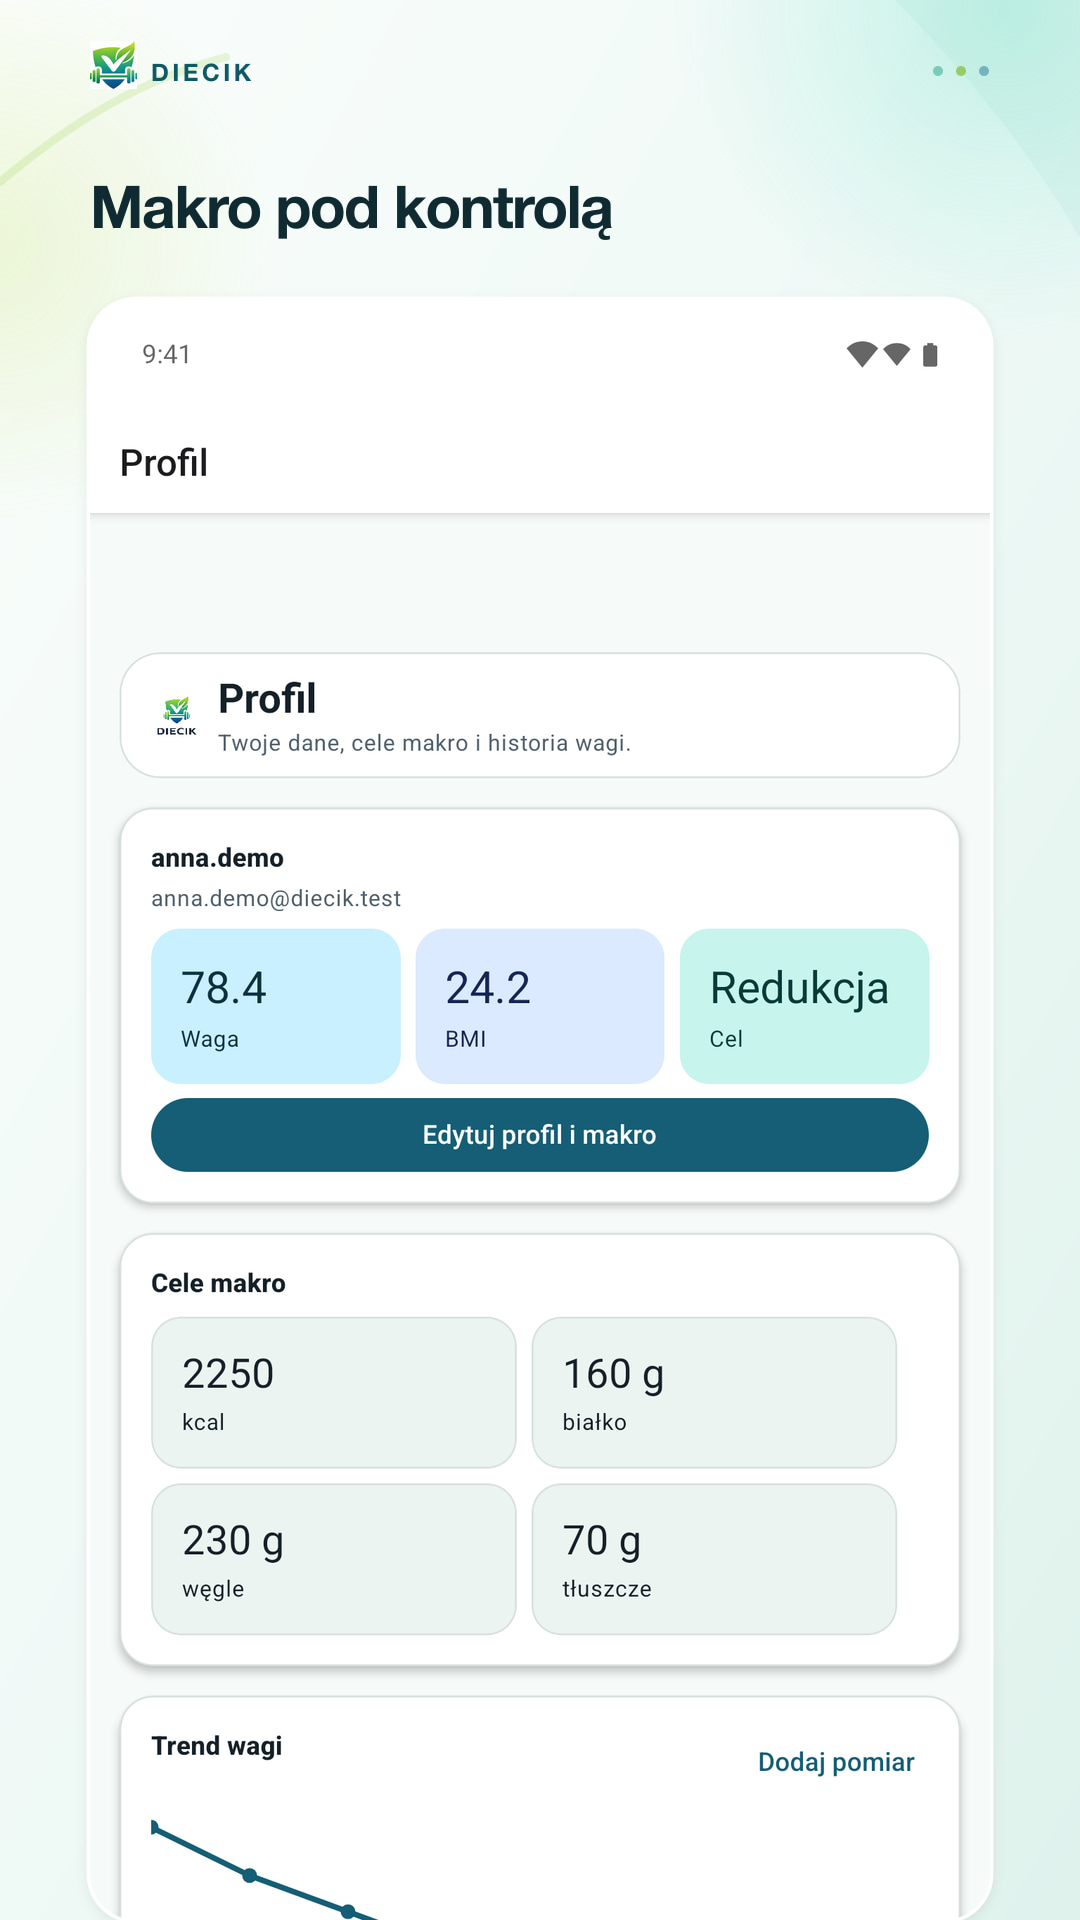 DIECIK
Makro pod kontrolą
9:41
Profil
DIECIK
Profil
Twoje dane, cele makro i historia wagi.
anna.demo
anna.demo@diecik.test
78.4
Waga
24.2
BMI
Redukcja
Cel
Edytuj profil i makro
Cele makro
2250
kcal
160 g
białko
230 g
węgle
70 g
tłuszcze
Trend wagi
Dodaj pomiar